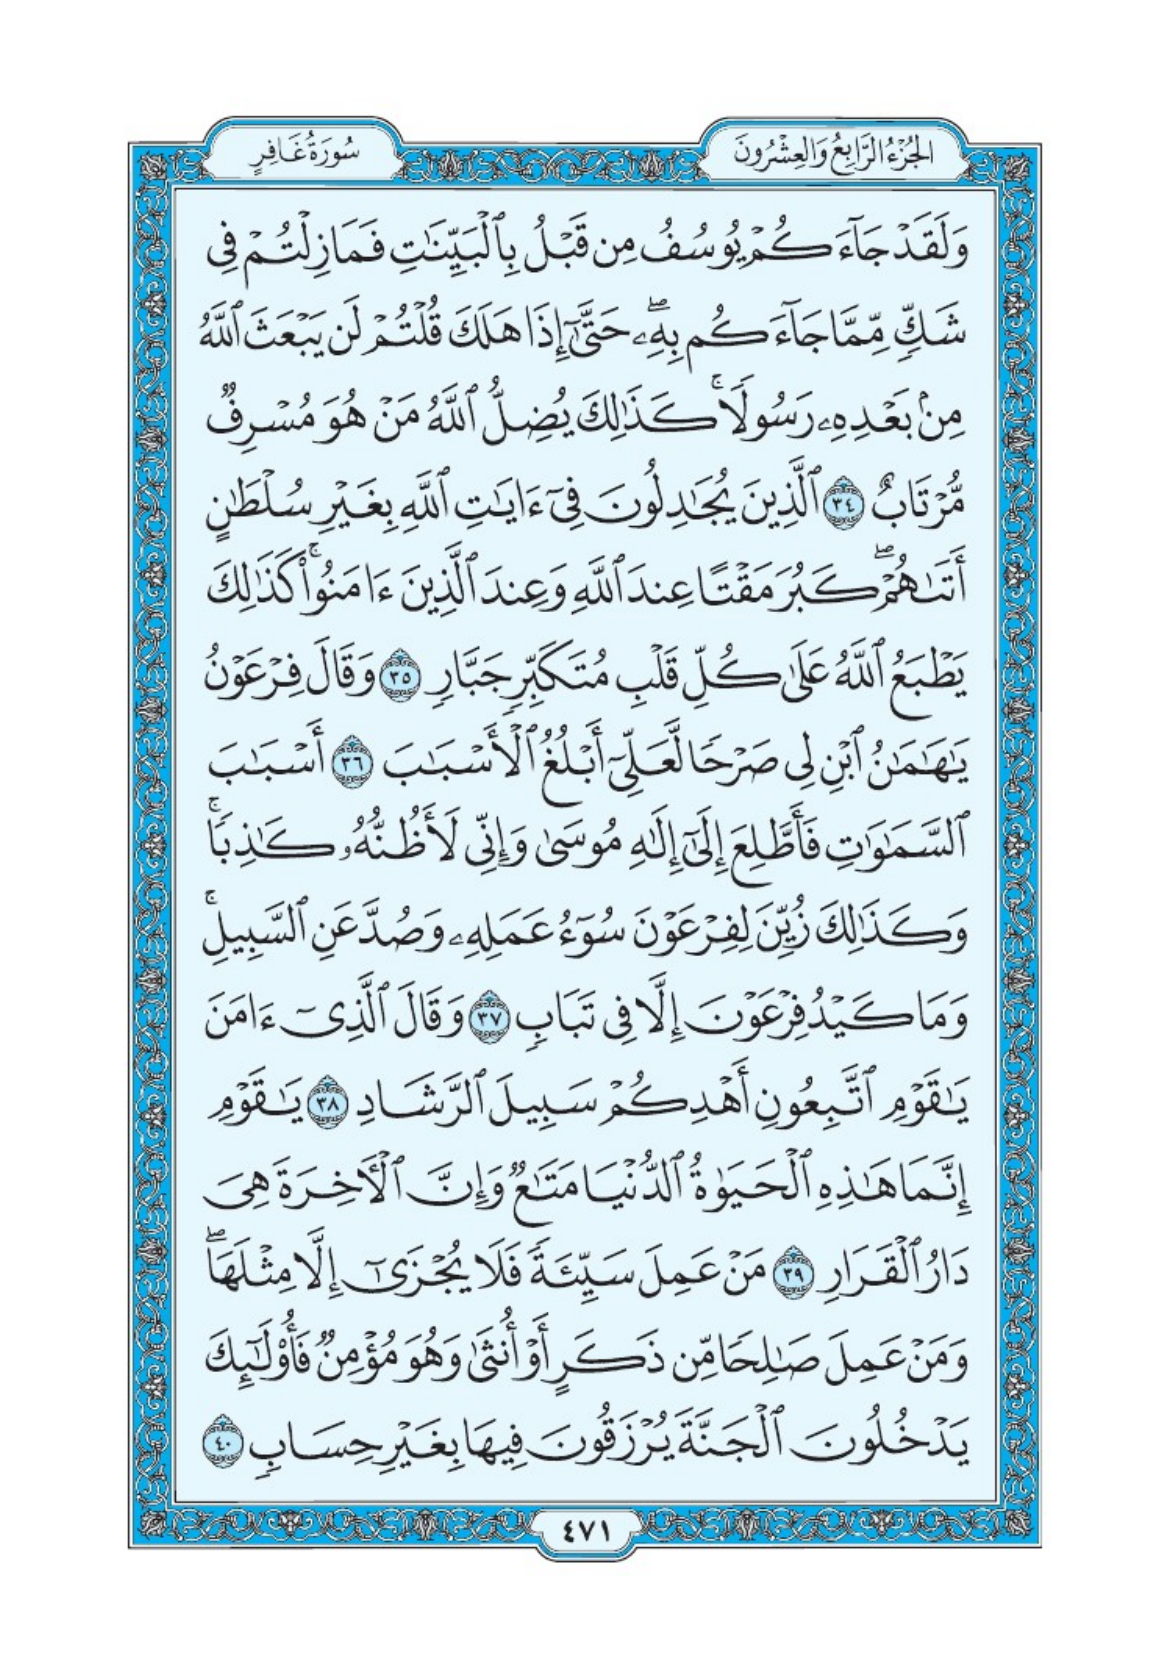 الجُزْءُ الرَّابِعُ وَالعِشْرُونَ
سُورَةُ غَافِرٍ
وَلَقَدْ جَآءَكُمْ يُوسُفُ مِن قَبْلُ بِٱلْبَيِّنَٰتِ فَمَا زِلْتُمْ فِى
شَكٍّ مِّمَّا جَآءَكُم بِهِۦۖ حَتَّىٰٓ إِذَا هَلَكَ قُلْتُمْ لَن يَبْعَثَ ٱللَّهُ
مِنۢ بَعْدِهِۦ رَسُولًاۚ كَذَٰلِكَ يُضِلُّ ٱللَّهُ مَنْ هُوَ مُسْرِفٌ
مُّرْتَابٌ ٣٤ ٱلَّذِينَ يُجَٰدِلُونَ فِىٓ ءَايَٰتِ ٱللَّهِ بِغَيْرِ سُلْطَٰنٍ
أَتَىٰهُمْۖ كَبُرَ مَقْتًا عِندَ ٱللَّهِ وَعِندَ ٱلَّذِينَ ءَامَنُوا۟ۚ كَذَٰلِكَ
يَطْبَعُ ٱللَّهُ عَلَىٰ كُلِّ قَلْبِ مُتَكَبِّرٍ جَبَّارٍ ٣٥ وَقَالَ فِرْعَوْنُ
يَٰهَٰمَٰنُ ٱبْنِ لِى صَرْحًا لَّعَلِّىٓ أَبْلُغُ ٱلْأَسْبَٰبَ ٣٦ أَسْبَٰبَ
ٱلسَّمَٰوَٰتِ فَأَطَّلِعَ إِلَىٰٓ إِلَٰهِ مُوسَىٰ وَإِنِّى لَأَظُنُّهُۥ كَٰذِبًاۚ
وَكَذَٰلِكَ زُيِّنَ لِفِرْعَوْنَ سُوٓءُ عَمَلِهِۦ وَصُدَّ عَنِ ٱلسَّبِيلِۚ
وَمَا كَيْدُ فِرْعَوْنَ إِلَّا فِى تَبَابٍ ٣٧ وَقَالَ ٱلَّذِىٓ ءَامَنَ
يَٰقَوْمِ ٱتَّبِعُونِ أَهْدِكُمْ سَبِيلَ ٱلرَّشَادِ ٣٨ يَٰقَوْمِ
إِنَّمَا هَٰذِهِ ٱلْحَيَوٰةُ ٱلدُّنْيَا مَتَٰعٌ وَإِنَّ ٱلْءَاخِرَةَ هِىَ
دَارُ ٱلْقَرَارِ ٣٩ مَنْ عَمِلَ سَيِّئَةً فَلَا يُجْزَىٰٓ إِلَّا مِثْلَهَاۖ
وَمَنْ عَمِلَ صَٰلِحًا مِّن ذَكَرٍ أَوْ أُنثَىٰ وَهُوَ مُؤْمِنٌ فَأُو۟لَٰٓئِكَ
يَدْخُلُونَ ٱلْجَنَّةَ يُرْزَقُونَ فِيهَا بِغَيْرِ حِسَابٍ ٤٠
٤٧١